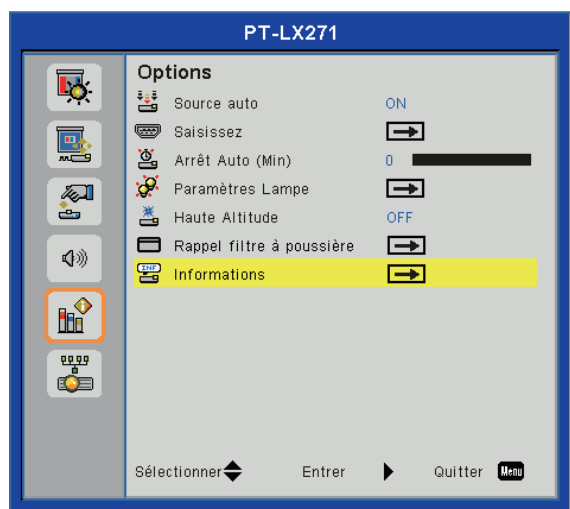 PT-LX271
Options
Source auto ON
Saisissez
Arrêt Auto (Min) 0
Paramètres Lampe
Haute Altitude OFF
Rappel filtre à poussière
INF Informations
Sélectionner Entrer Quitter Menu